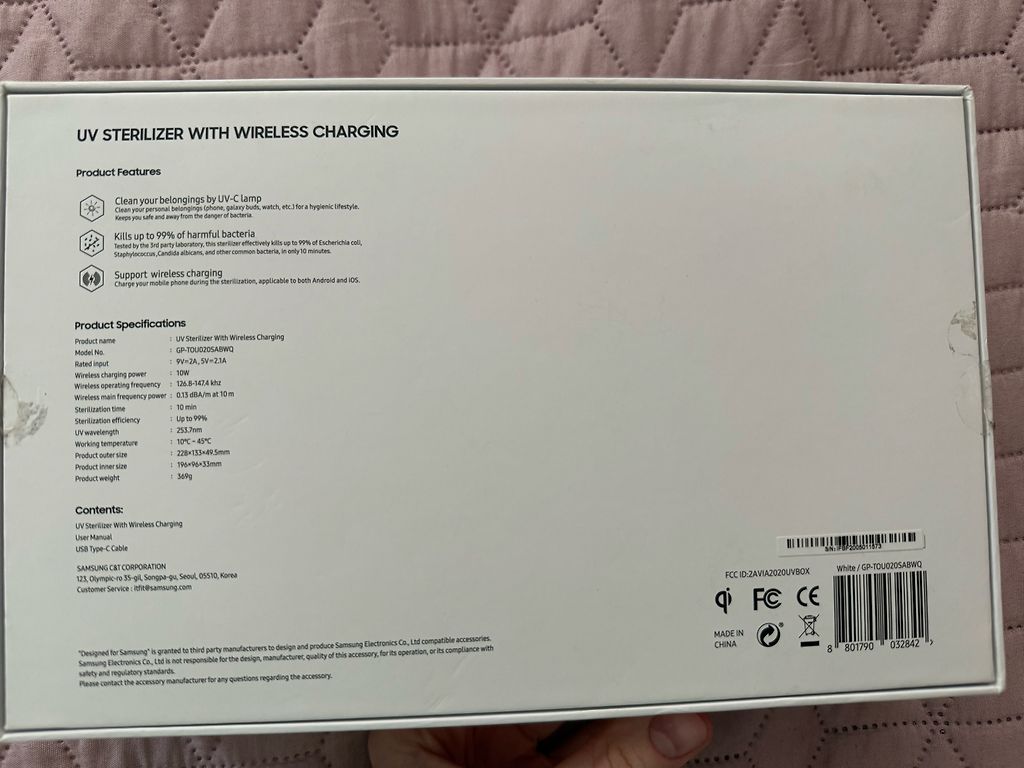 UV STERILIZER WITH WIRELESS CHARGING
Product Features
Clean your belongings by UV-C lamp
Clean your personal belongings (phone, galaxy buds, watch, etc.) for a hygienic lifestyle.
Keeps you safe and away from the danger of bacteria.
Kills up to 99% of harmful bacteria
Tested by the 3rd party laboratory, this sterilizer effectively kills up to 99% of Escherichia coli,
Staphylococcus,Candida albicans, and other common bacteria, in only 10 minutes.
Support wireless charging
Charge your mobile phone during the sterilization, applicable to both Android and iOS.
Product Specifications
Product name : UV Sterilizer With Wireless Charging
Model No. : GP-TOU020SABWQ
Rated input : 9V=2A, 5V=2.1A
Wireless charging power : 10W
Wireless operating frequency : 126.8-147.4 khz
Wireless main frequency power : 0.13 dBA/m at 10 m
Sterilization time : 10 min
Sterilization efficiency : Up to 99%
UV wavelength : 253.7nm
Working temperature : 10°C ~ 45°C
Product outer size : 228×133×49.5mm
Product inner size : 196×96×33mm
Product weight : 369g
Contents:
UV Sterilizer With Wireless Charging
User Manual
USB Type-C Cable
SAMSUNG C&T CORPORATION
123, Olympic-ro 35-gil, Songpa-gu, Seoul, 05510, Korea
Customer Service : itfit@samsung.com
"Designed for Samsung" is granted to third party manufacturers to design and produce Samsung Electronics Co., Ltd compatible accessories.
Samsung Electronics Co., Ltd is not responsible for the design, manufacturer, quality of this accessory, for its operation, or its compliance with
safety and regulatory standards.
Please contact the accessory manufacturer for any questions regarding the accessory.
S/N:IFBF2005011573
FCC ID:2AVIA2020UVBOX
White / GP-TOU020SABWQ
qi FC CE
MADE IN
CHINA
8 801790 032842 >